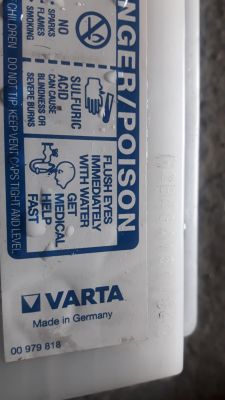 NGER/POISON
NO
SPARKS
FLAMES
SMOKING
SULFURIC
ACID
CAN CAUSE
BLINDNESS OR
SEVERE BURNS
FLUSH EYES
IMMEDIATELY
WITH WATER
GET
MEDICAL
HELP
FAST
CHILDREN DO NOT TIP. KEEP VENT CAPS TIGHT AND LEVEL
VARTA
Made in Germany
00 979 818